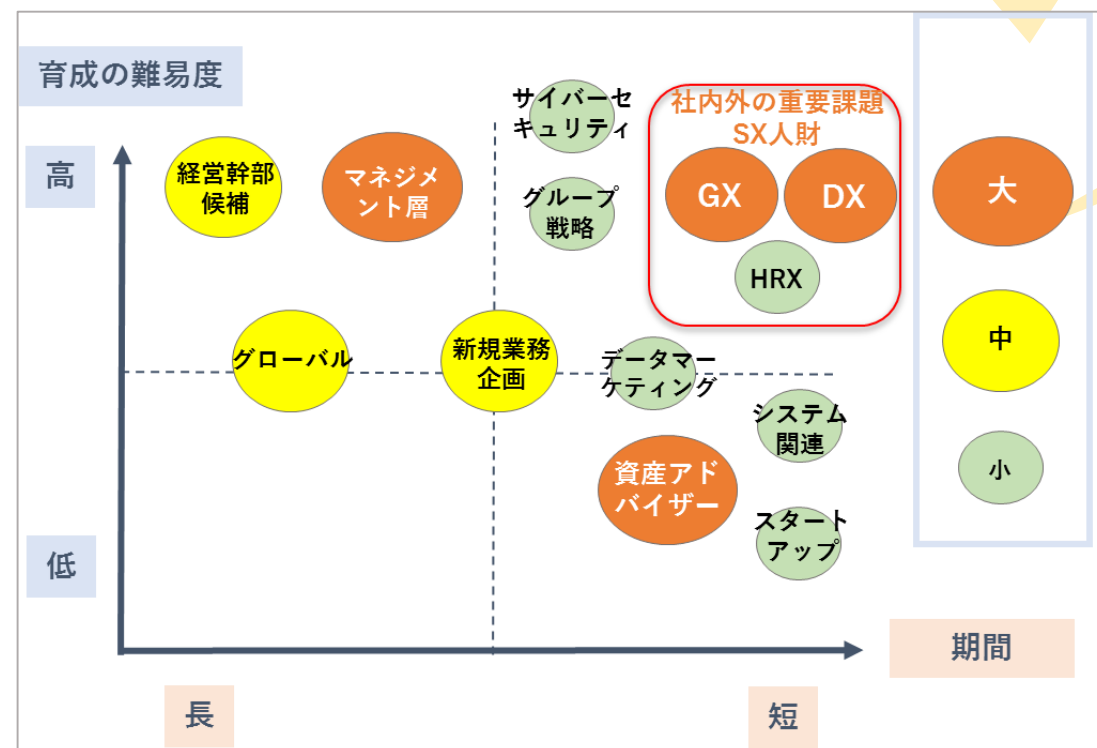 育成の難易度
高
低
経営幹部
候補
マネジメ
ント層
サイバーセ
キュリティ
グループ
戦略
社内外の重要課題
SX人財
GX
DX
HRX
グローバル
新規業務
企画
データマー
ケティング
システム
関連
資産アド
バイザー
スタート
アップ
大
中
小
期間
長
短